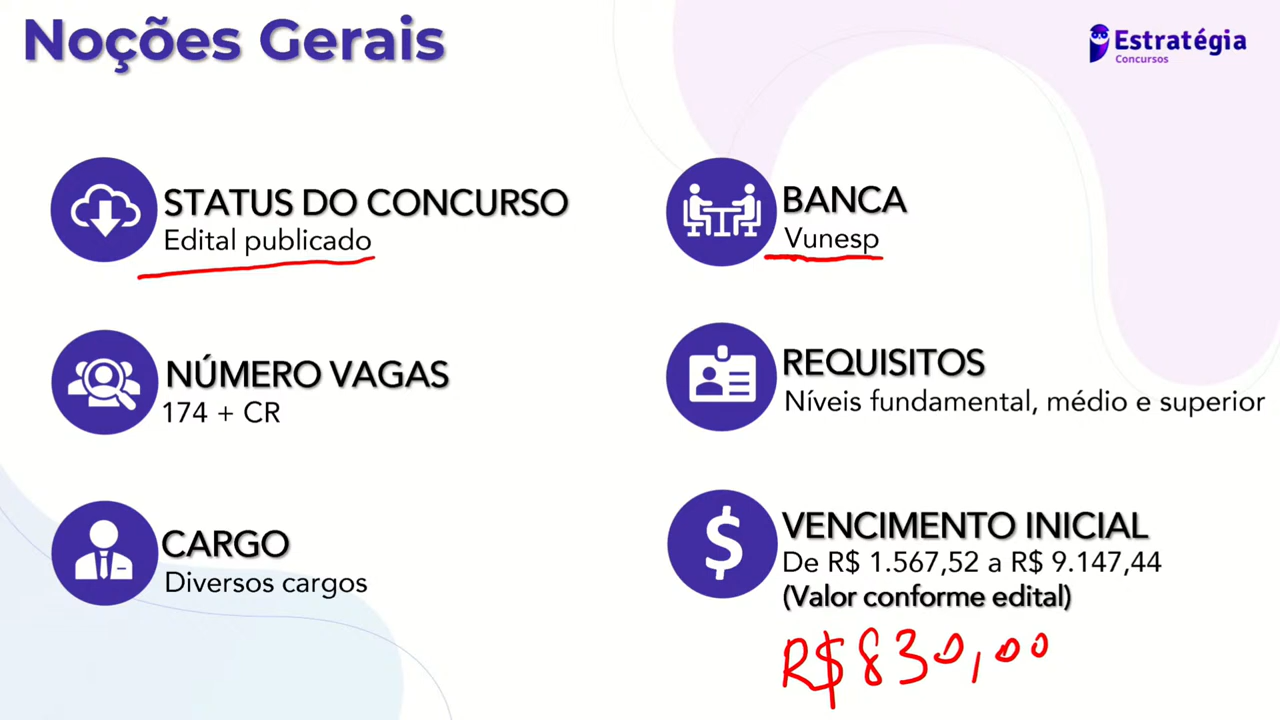 Noções Gerais
Estratégia
Concursos
STATUS DO CONCURSO
Edital publicado
BANCA
Vunesp
NÚMERO VAGAS
174 + CR
REQUISITOS
Níveis fundamental, médio e superior
CARGO
Diversos cargos
VENCIMENTO INICIAL
De R$ 1.567,52 a R$ 9.147,44
(Valor conforme edital)
R$830,00